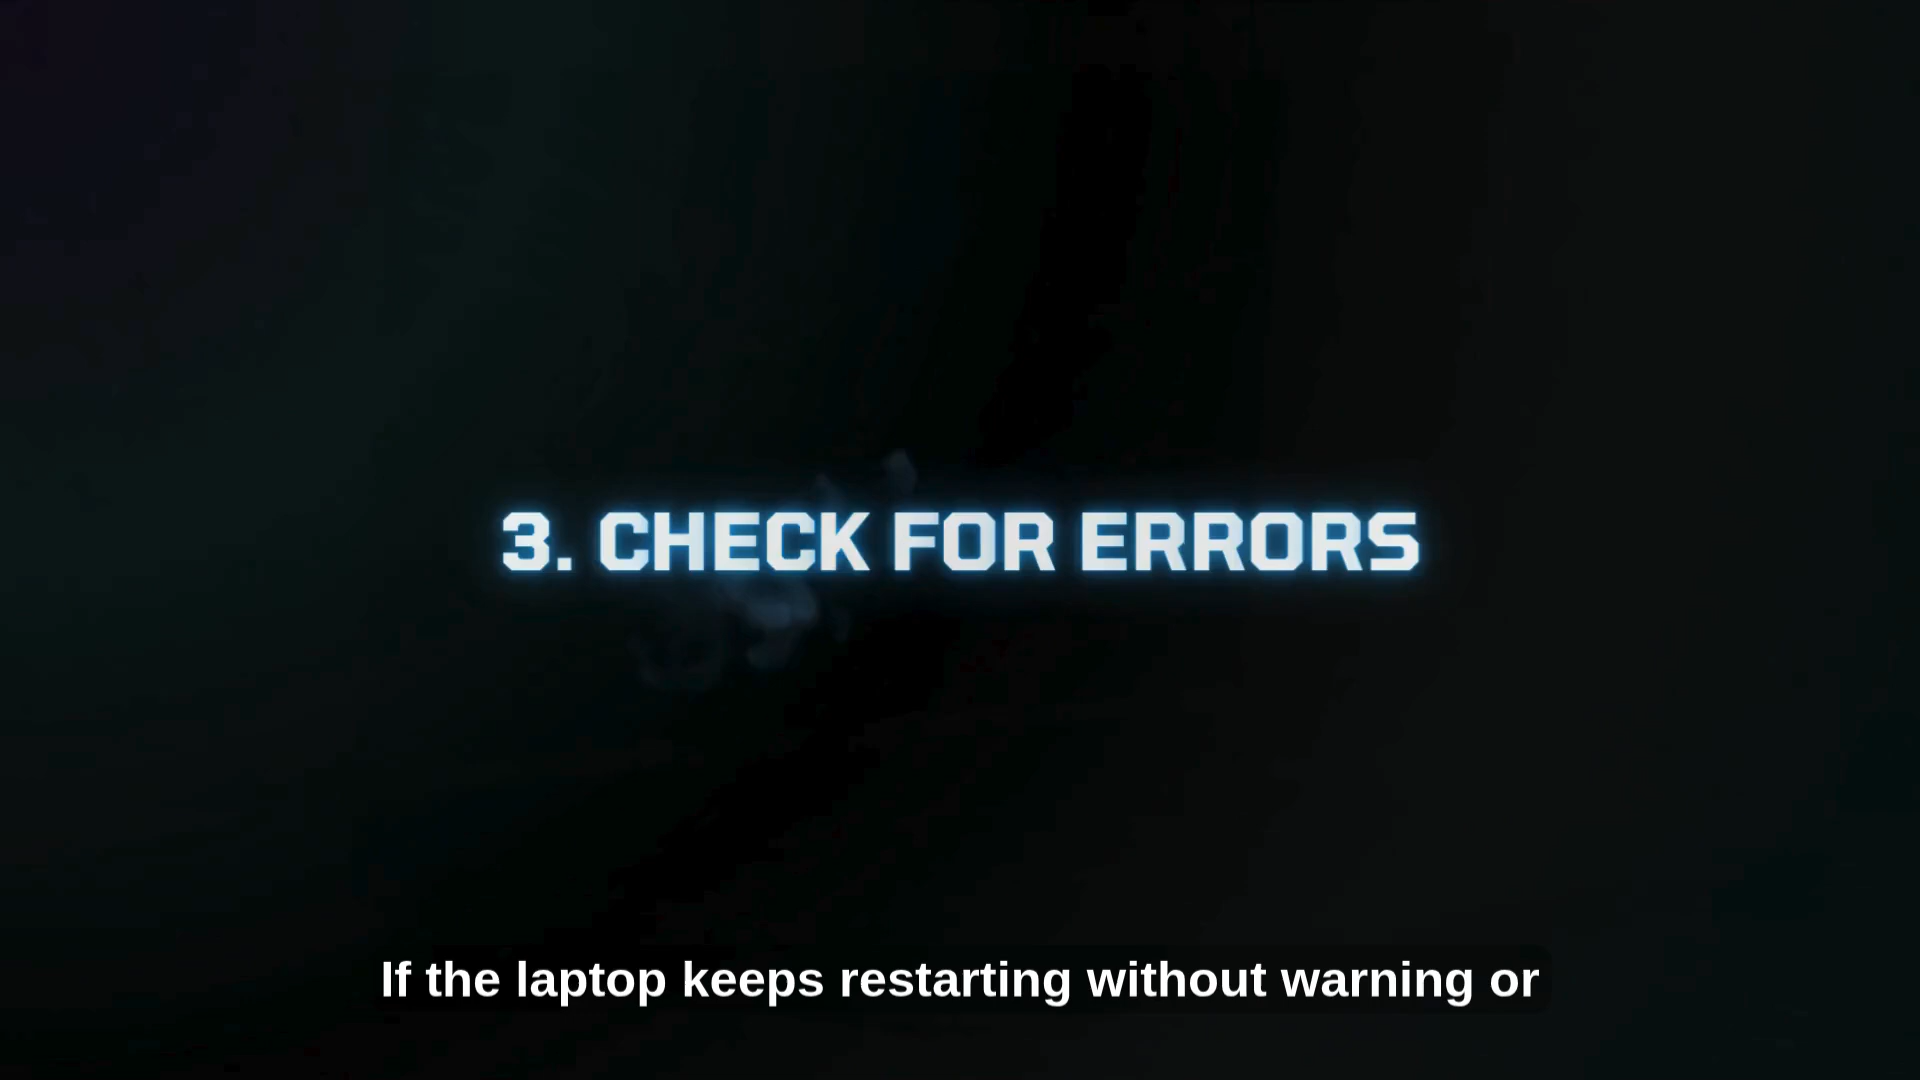 3. CHECK FOR ERRORS
If the laptop keeps restarting without warning or